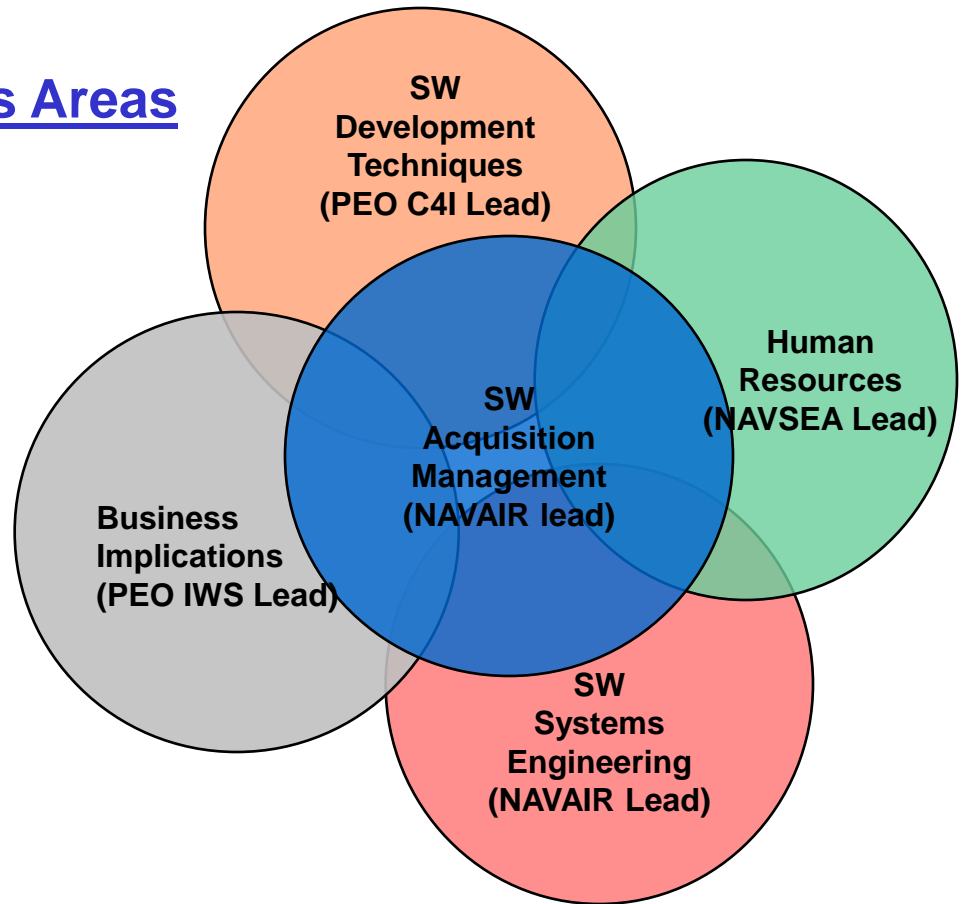 s Areas
SW
Development
Techniques
(PEO C4I Lead)
Human
Resources
(NAVSEA Lead)
SW
Acquisition
Management
(NAVAIR lead)
Business
Implications
(PEO IWS Lead)
SW
Systems
Engineering
(NAVAIR Lead)